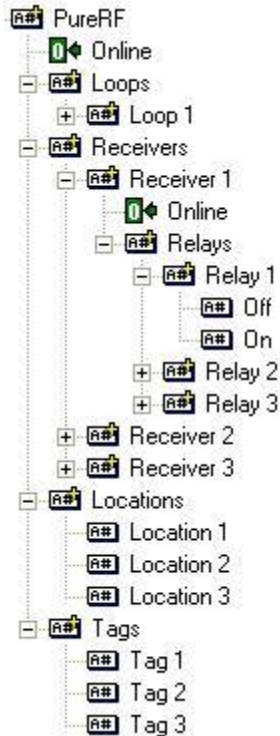 PureRF
Online
Loops
Loop 1
Receivers
Receiver 1
Online
Relays
Relay 1
Off
On
Relay 2
Relay 3
Receiver 2
Receiver 3
Locations
Location 1
Location 2
Location 3
Tags
Tag 1
Tag 2
Tag 3